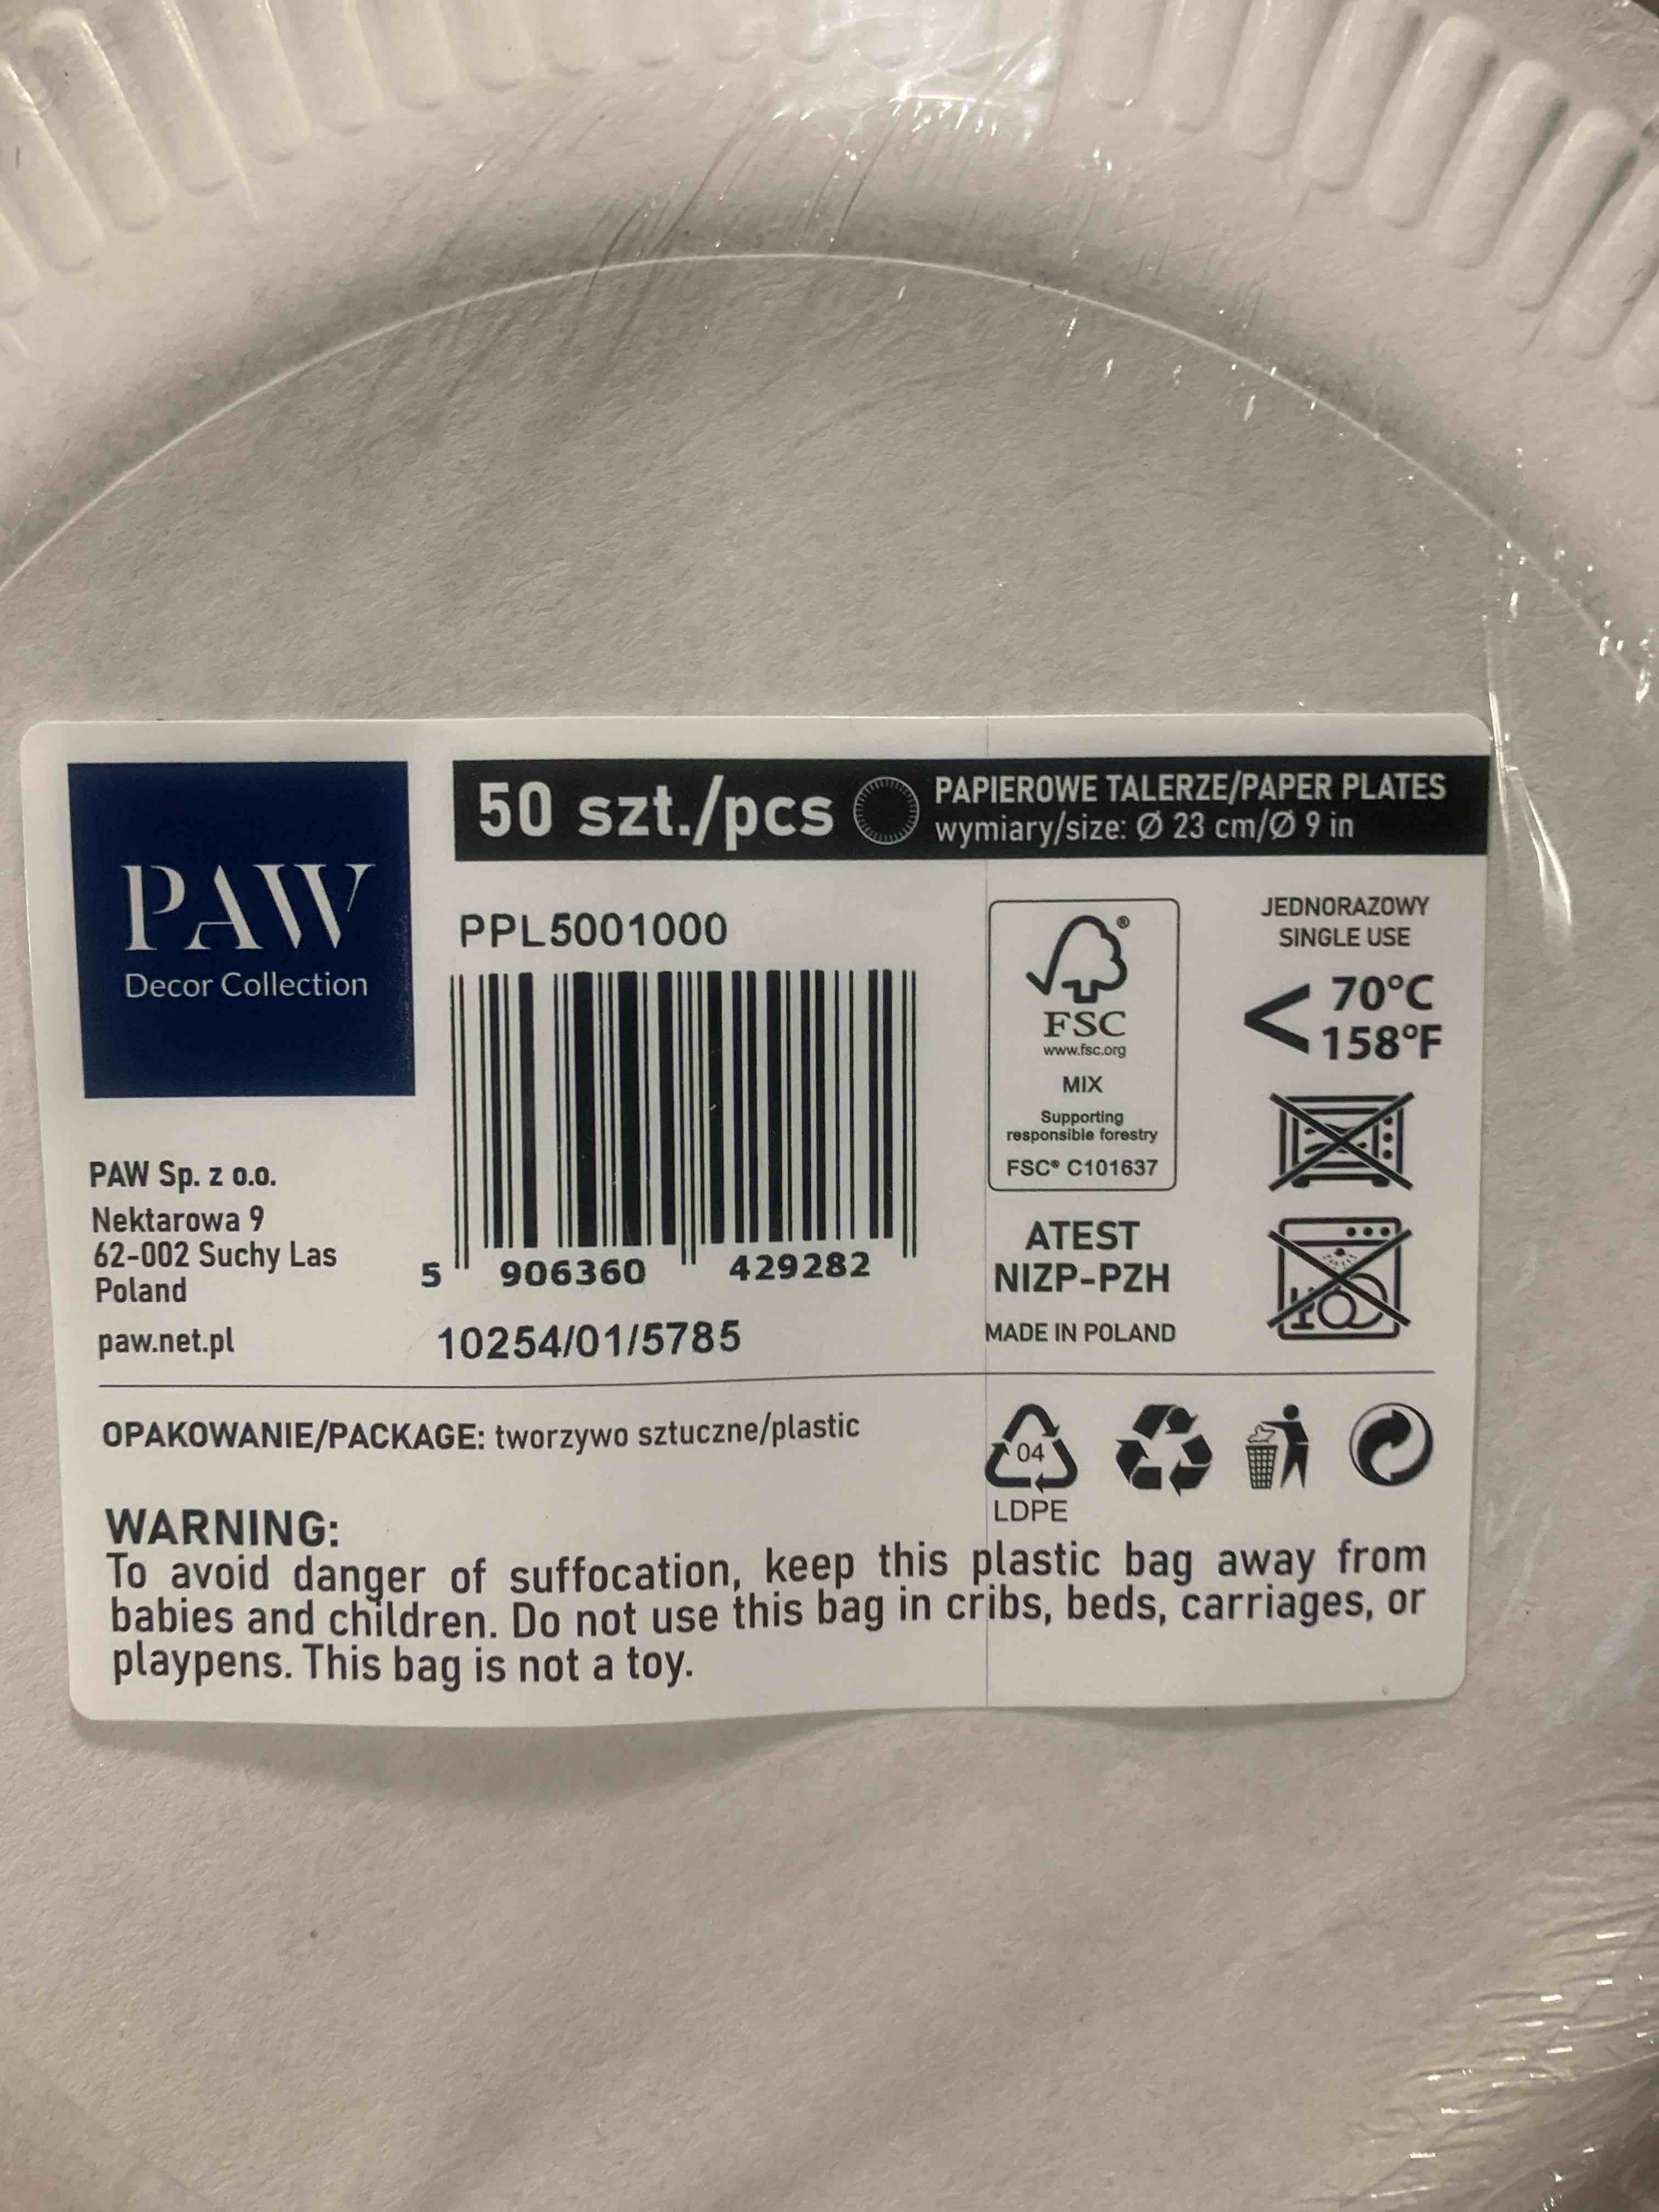 PAW
Decor Collection
50 szt./pcs
PAPIEROWE TALERZE/PAPER PLATES
wymiary/size: Ø 23 cm/Ø 9 in
PPL5001000
5 906360 429282
10254/01/5785
PAW Sp. z o.o.
Nektarowa 9
62-002 Suchy Las
Poland
paw.net.pl
®
FSC
www.fsc.org
MIX
Supporting
responsible forestry
FSC® C101637
ATEST
NIZP-PZH
MADE IN POLAND
JEDNORAZOWY
SINGLE USE
< 70°C
158°F
OPAKOWANIE/PACKAGE: tworzywo sztuczne/plastic
04
LDPE
WARNING:
To avoid danger of suffocation, keep this plastic bag away from
babies and children. Do not use this bag in cribs, beds, carriages, or
playpens. This bag is not a toy.